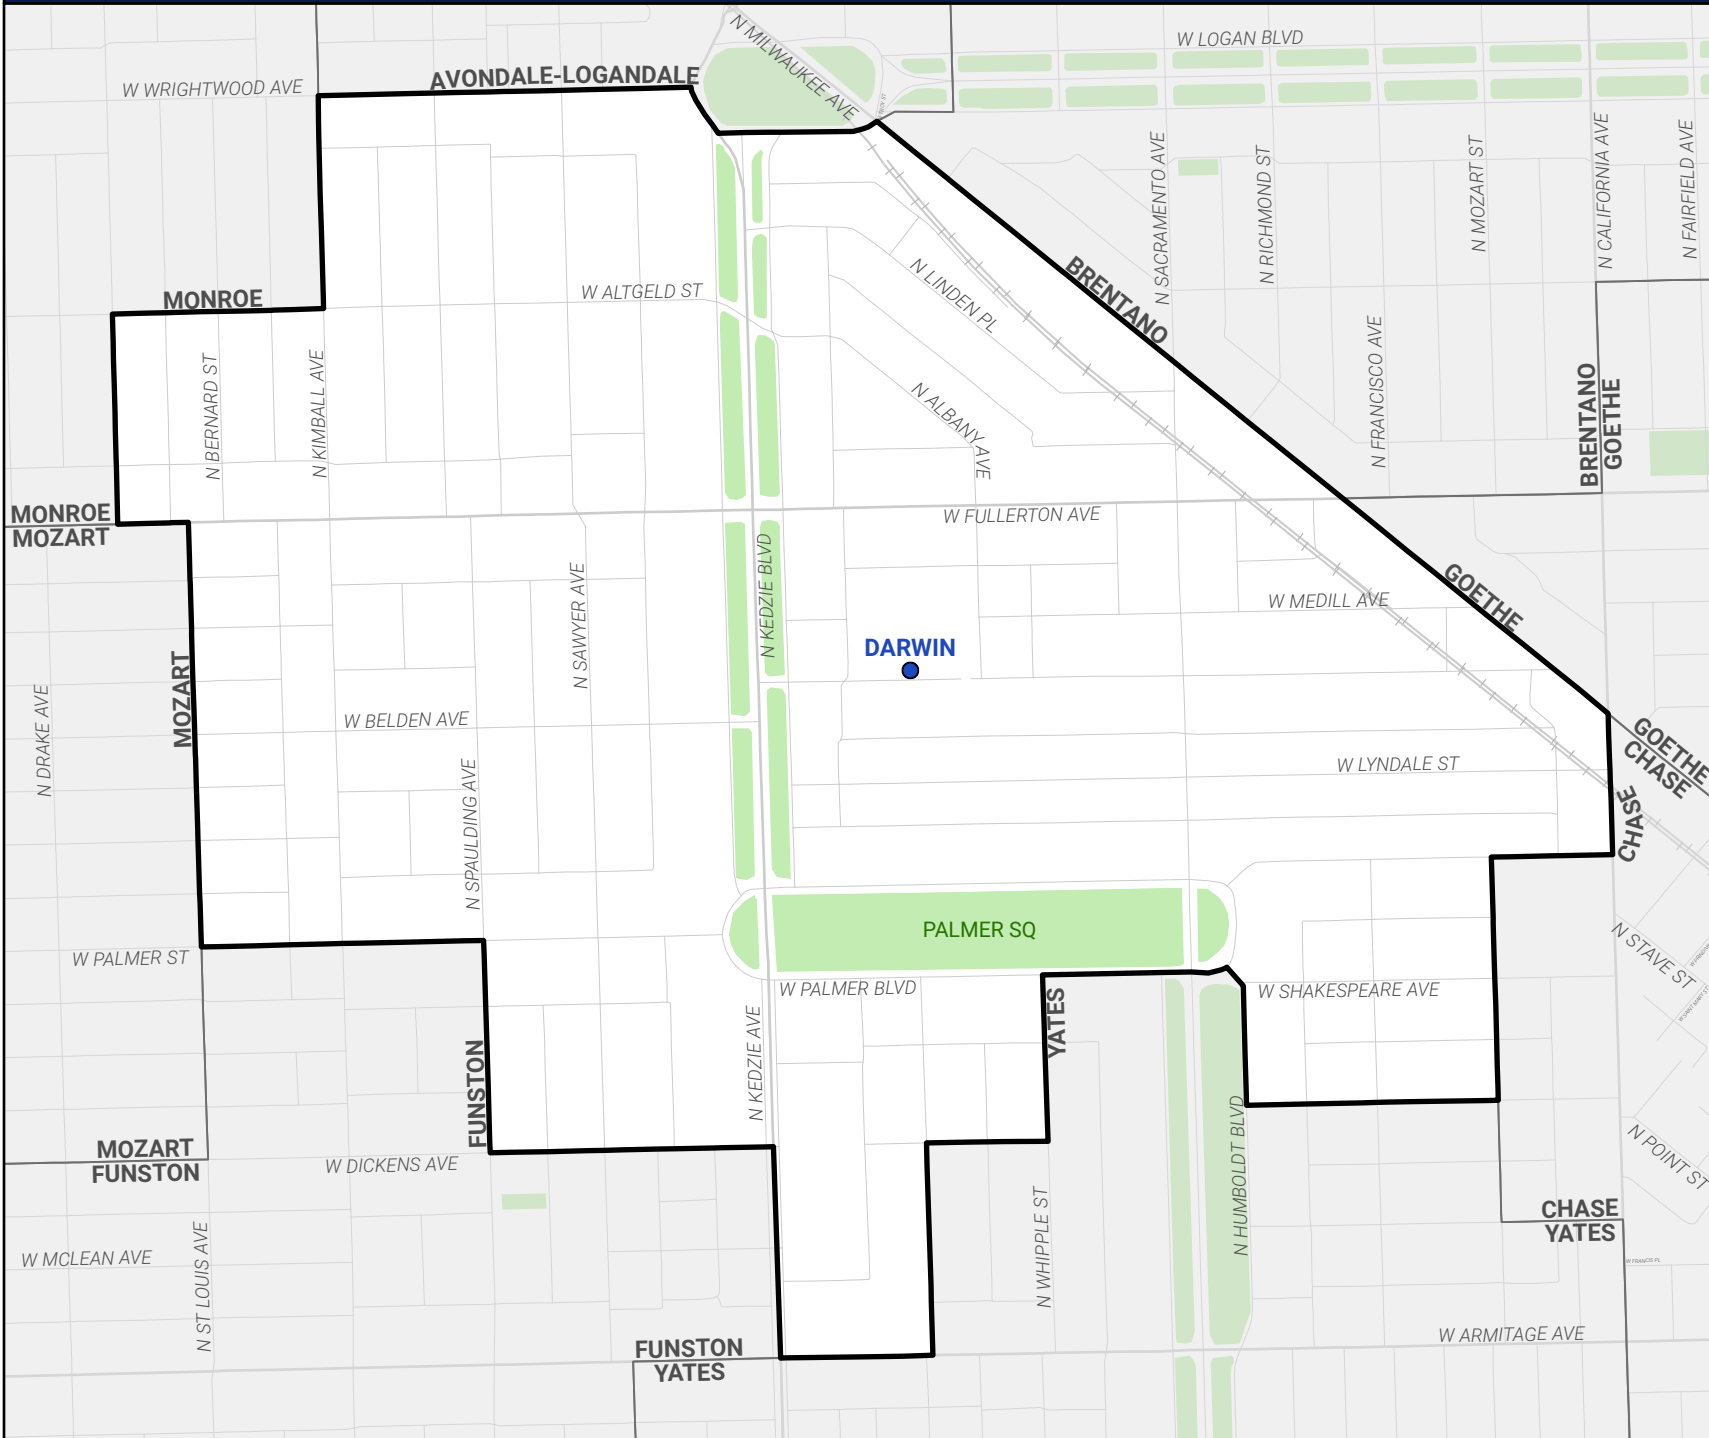 N MILWAUKEE AVE
W LOGAN BLVD
W WRIGHTWOOD AVE
AVONDALE-LOGANDALE
N SACRAMENTO AVE
N RICHMOND ST
N MOZART ST
N CALIFORNIA AVE
N FAIRFIELD AVE
MONROE
W ALTGELD ST
N LINDEN PL
BRENTANO
N BERNARD ST
N KIMBALL AVE
N ALBANY AVE
N FRANCISCO AVE
BRENTANO
GOETHE
MONROE
MOZART
W FULLERTON AVE
N SAWYER AVE
N KEDZIE BLVD
W MEDILL AVE
GOETHE
DARWIN
MOZART
N DRAKE AVE
W BELDEN AVE
N SPAULDING AVE
W LYNDALE ST
GOETHE
CHASE
CHASE
PALMER SQ
W PALMER ST
W PALMER BLVD
W SHAKESPEARE AVE
N STAVE ST
YATES
FUNSTON
N KEDZIE AVE
N HUMBOLDT BLVD
N POINT ST
MOZART
FUNSTON
W DICKENS AVE
N WHIPPLE ST
CHASE
YATES
W MCLEAN AVE
N ST LOUIS AVE
W FRANCIS PL
FUNSTON
YATES
W ARMITAGE AVE